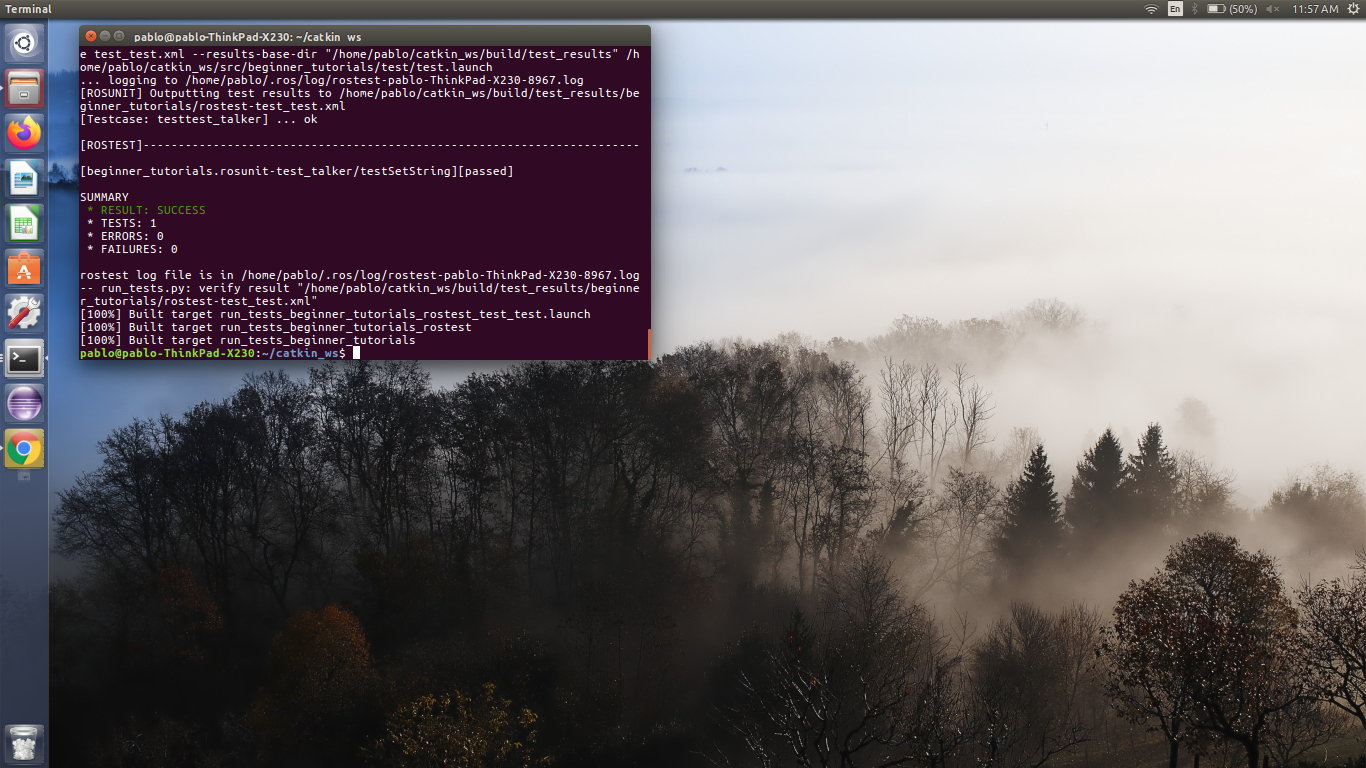 Terminal
En
(50%)
11:57 AM
pablo@pablo-ThinkPad-X230: ~/catkin_ws
e test_test.xml --results-base-dir "/home/pablo/catkin_ws/build/test_results" /h
ome/pablo/catkin_ws/src/beginner_tutorials/test/test.launch
... logging to /home/pablo/.ros/log/rostest-pablo-ThinkPad-X230-8967.log
[ROSUNIT] Outputting test results to /home/pablo/catkin_ws/build/test_results/be
ginner_tutorials/rostest-test_test.xml
[Testcase: testtest_talker] ... ok
[ROSTEST]-----------------------------------------------------------------------
[beginner_tutorials.rosunit-test_talker/testSetString][passed]
SUMMARY
* RESULT: SUCCESS
* TESTS: 1
* ERRORS: 0
* FAILURES: 0
rostest log file is in /home/pablo/.ros/log/rostest-pablo-ThinkPad-X230-8967.log
-- run_tests.py: verify result "/home/pablo/catkin_ws/build/test_results/beginne
r_tutorials/rostest-test_test.xml"
[100%] Built target run_tests_beginner_tutorials_rostest_test_test.launch
[100%] Built target run_tests_beginner_tutorials_rostest
[100%] Built target run_tests_beginner_tutorials
pablo@pablo-ThinkPad-X230:~/catkin_ws$